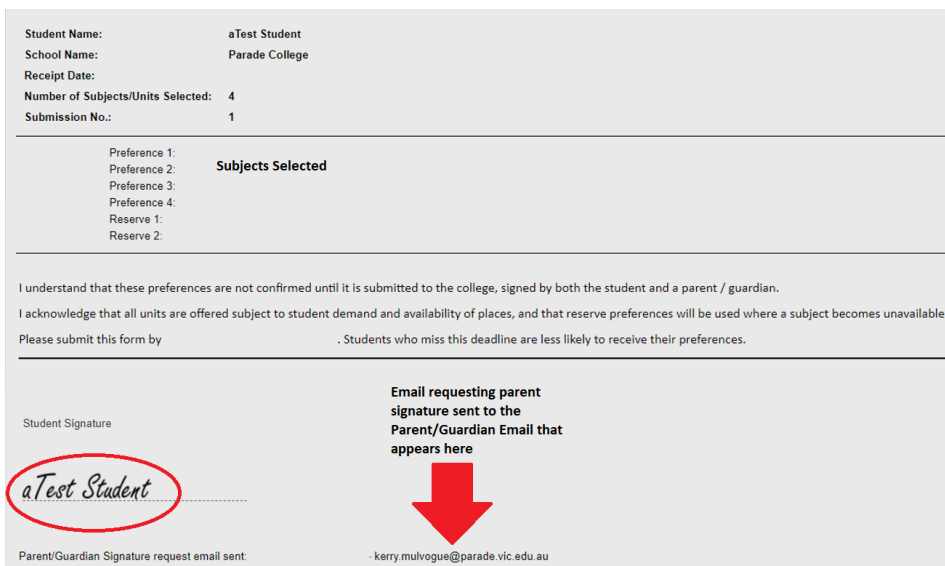 Student Name: aTest Student
School Name: Parade College
Receipt Date:
Number of Subjects/Units Selected: 4
Submission No.: 1
Preference 1:
Preference 2:
Subjects Selected
Preference 3:
Preference 4:
Reserve 1:
Reserve 2:
I understand that these preferences are not confirmed until it is submitted to the college, signed by both the student and a parent / guardian.
I acknowledge that all units are offered subject to student demand and availability of places, and that reserve preferences will be used where a subject becomes unavailable
Please submit this form by . Students who miss this deadline are less likely to receive their preferences.
Email requesting parent
signature sent to the
Parent/Guardian Email that
appears here
Student Signature
aTest Student
Parent/Guardian Signature request email sent: - kerry.mulvogue@parade.vic.edu.au